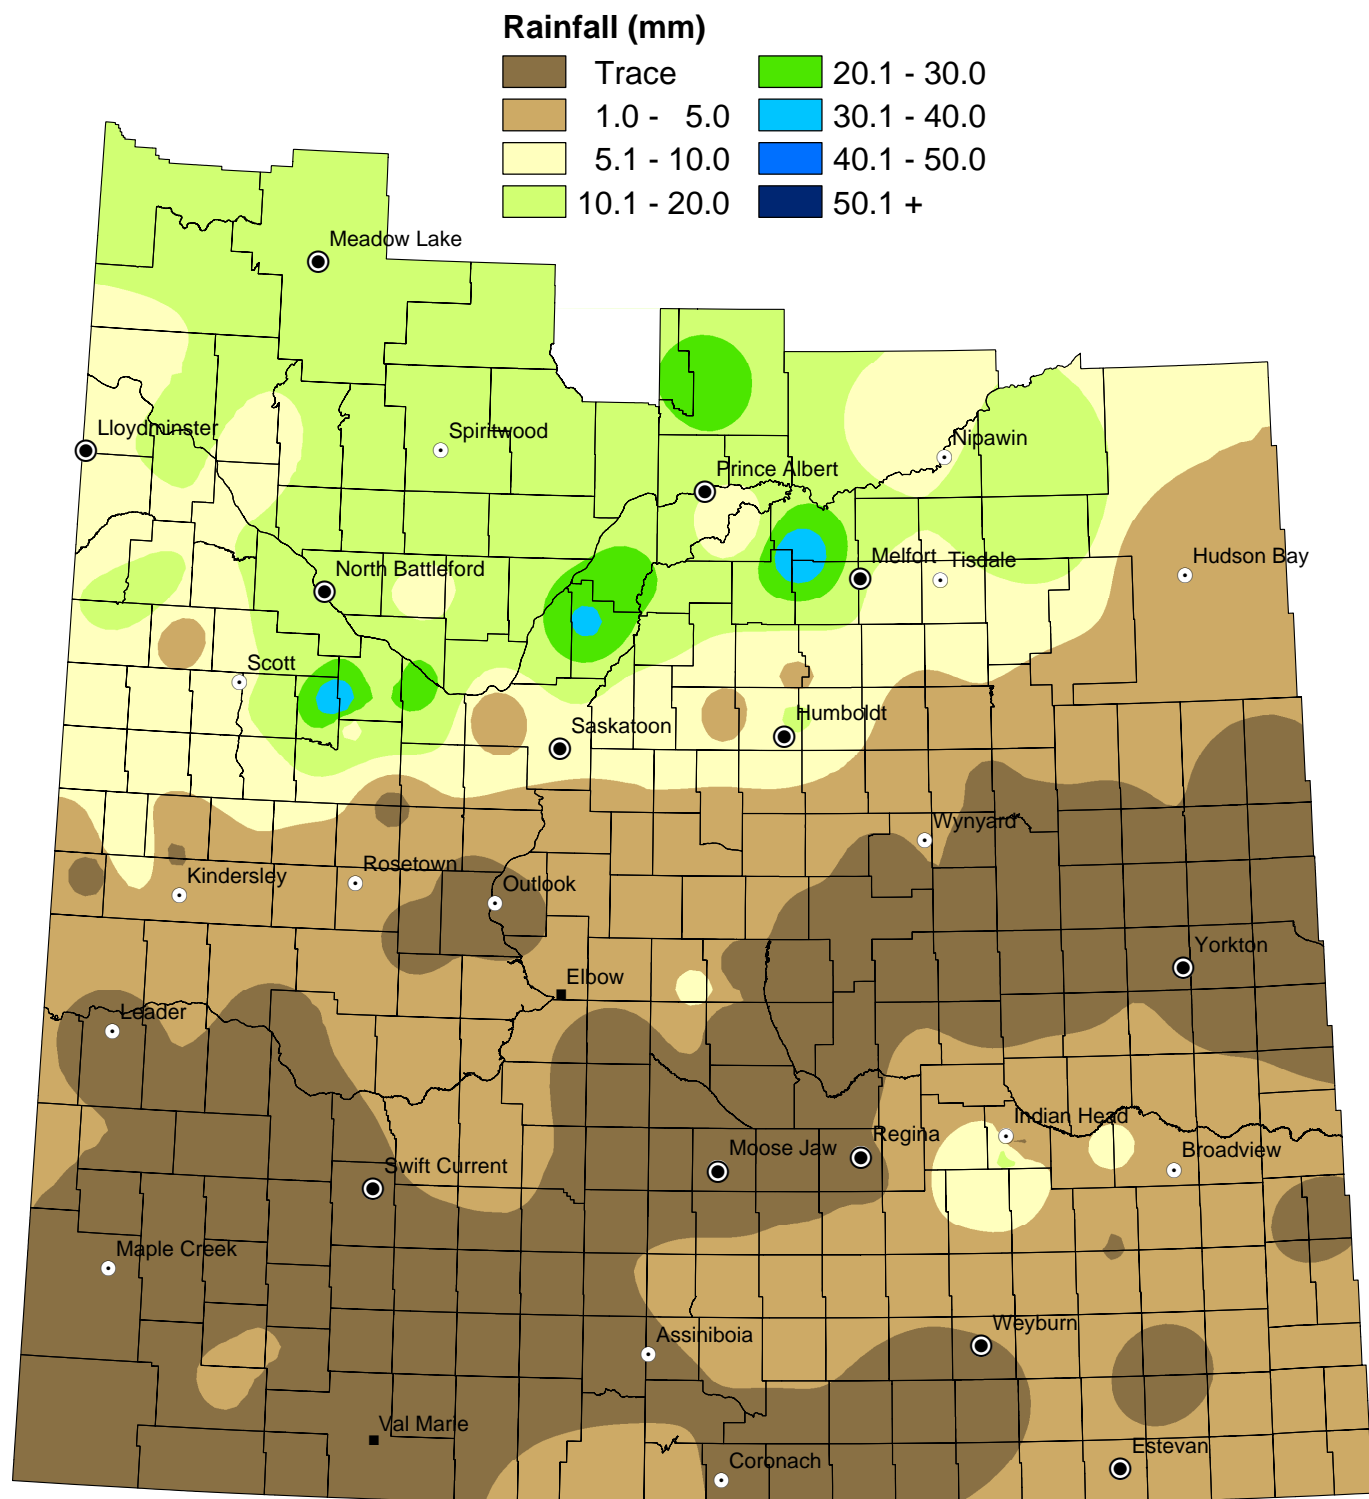 Rainfall (mm)
Trace
1.0 - 5.0
5.1 - 10.0
10.1 - 20.0
20.1 - 30.0
30.1 - 40.0
40.1 - 50.0
50.1 +
Meadow Lake
Lloydminster
Spiritwood
Nipawin
Prince Albert
North Battleford
Melfort
Tisdale
Hudson Bay
Scott
Saskatoon
Humboldt
Wynyard
Kindersley
Rosetown
Outlook
Yorkton
Elbow
Leader
Indian Head
Moose Jaw
Regina
Broadview
Swift Current
Maple Creek
Assiniboia
Weyburn
Val Marie
Coronach
Estevan